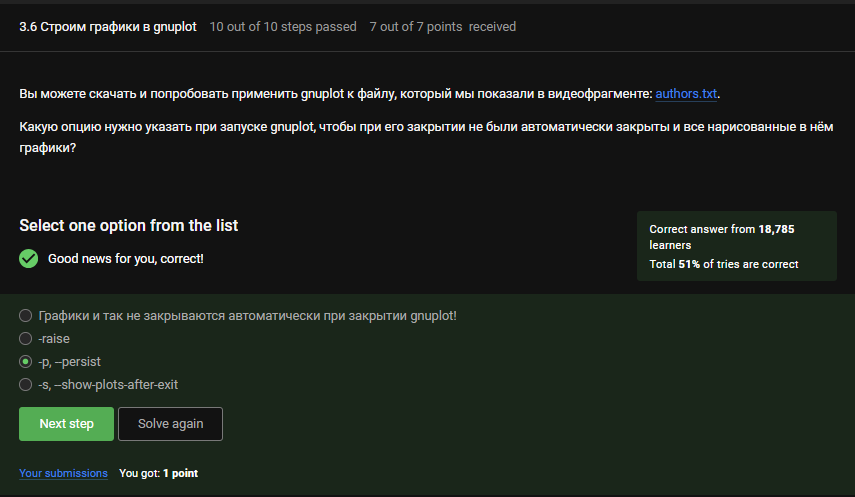 3.6 Строим графики в gnuplot 10 out of 10 steps passed 7 out of 7 points received
Вы можете скачать и попробовать применить gnuplot к файлу, который мы показали в видеофрагменте: authors.txt.
Какую опцию нужно указать при запуске gnuplot, чтобы при его закрытии не были автоматически закрыты и все нарисованные в нём
графики?
Select one option from the list
Good news for you, correct!
Correct answer from 18,785
learners
Total 51% of tries are correct
Графики и так не закрываются автоматически при закрытии gnuplot!
-raise
-p, --persist
-s, --show-plots-after-exit
Next step Solve again
Your submissions You got: 1 point